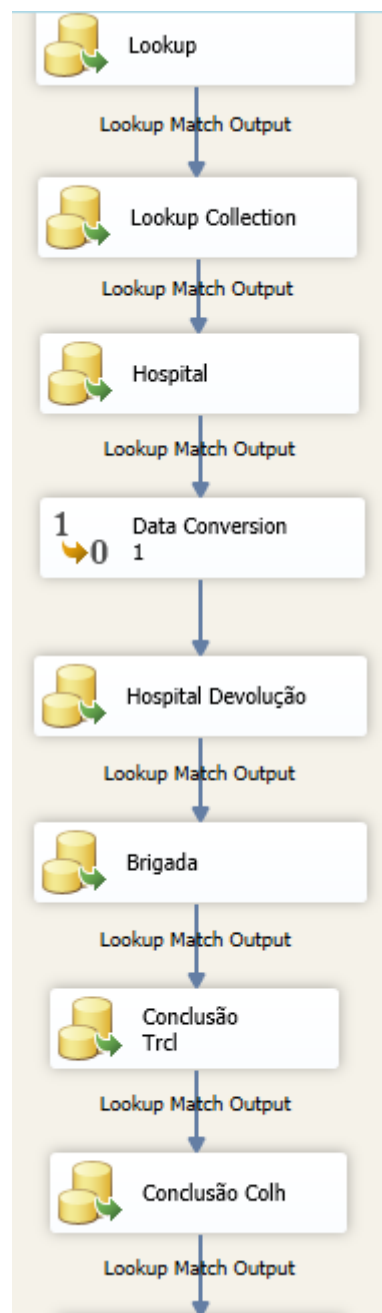 Lookup
Lookup Match Output
Lookup Collection
Lookup Match Output
Hospital
Lookup Match Output
1
0
Data Conversion
1
Hospital Devolução
Lookup Match Output
Brigada
Lookup Match Output
Conclusão
Trcl
Lookup Match Output
Conclusão Colh
Lookup Match Output